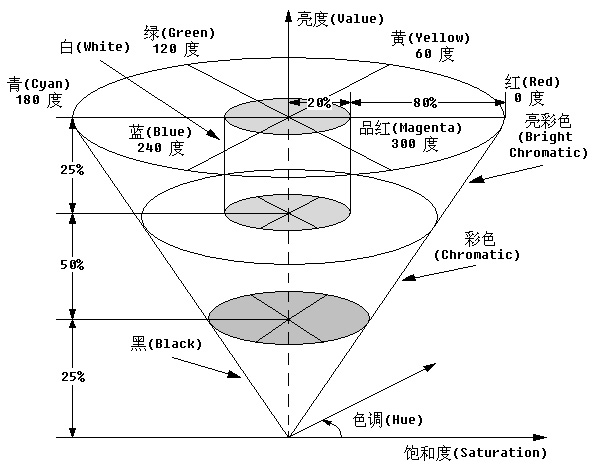 亮度(Value)
绿(Green)
120 度
黄(Yellow)
60 度
白(White)
青(Cyan)
180 度
红(Red)
0 度
20%
80%
蓝(Blue)
240 度
品红(Magenta)
300 度
亮彩色
(Bright
Chromatic)
25%
彩色
(Chromatic)
50%
黑(Black)
25%
色调(Hue)
饱和度(Saturation)